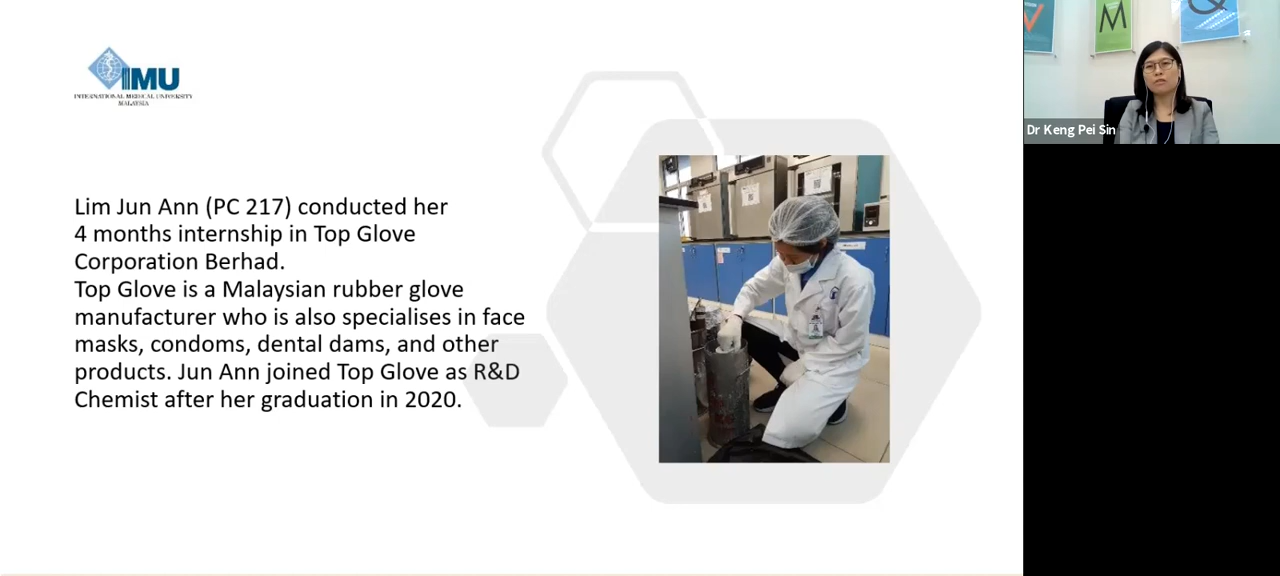 IMU
INTERNATIONAL MEDICAL UNIVERSITY
MALAYSIA
Lim Jun Ann (PC 217) conducted her
4 months internship in Top Glove
Corporation Berhad.
Top Glove is a Malaysian rubber glove
manufacturer who is also specialises in face
masks, condoms, dental dams, and other
products. Jun Ann joined Top Glove as R&D
Chemist after her graduation in 2020.
M
&
Dr Keng Pei Sin